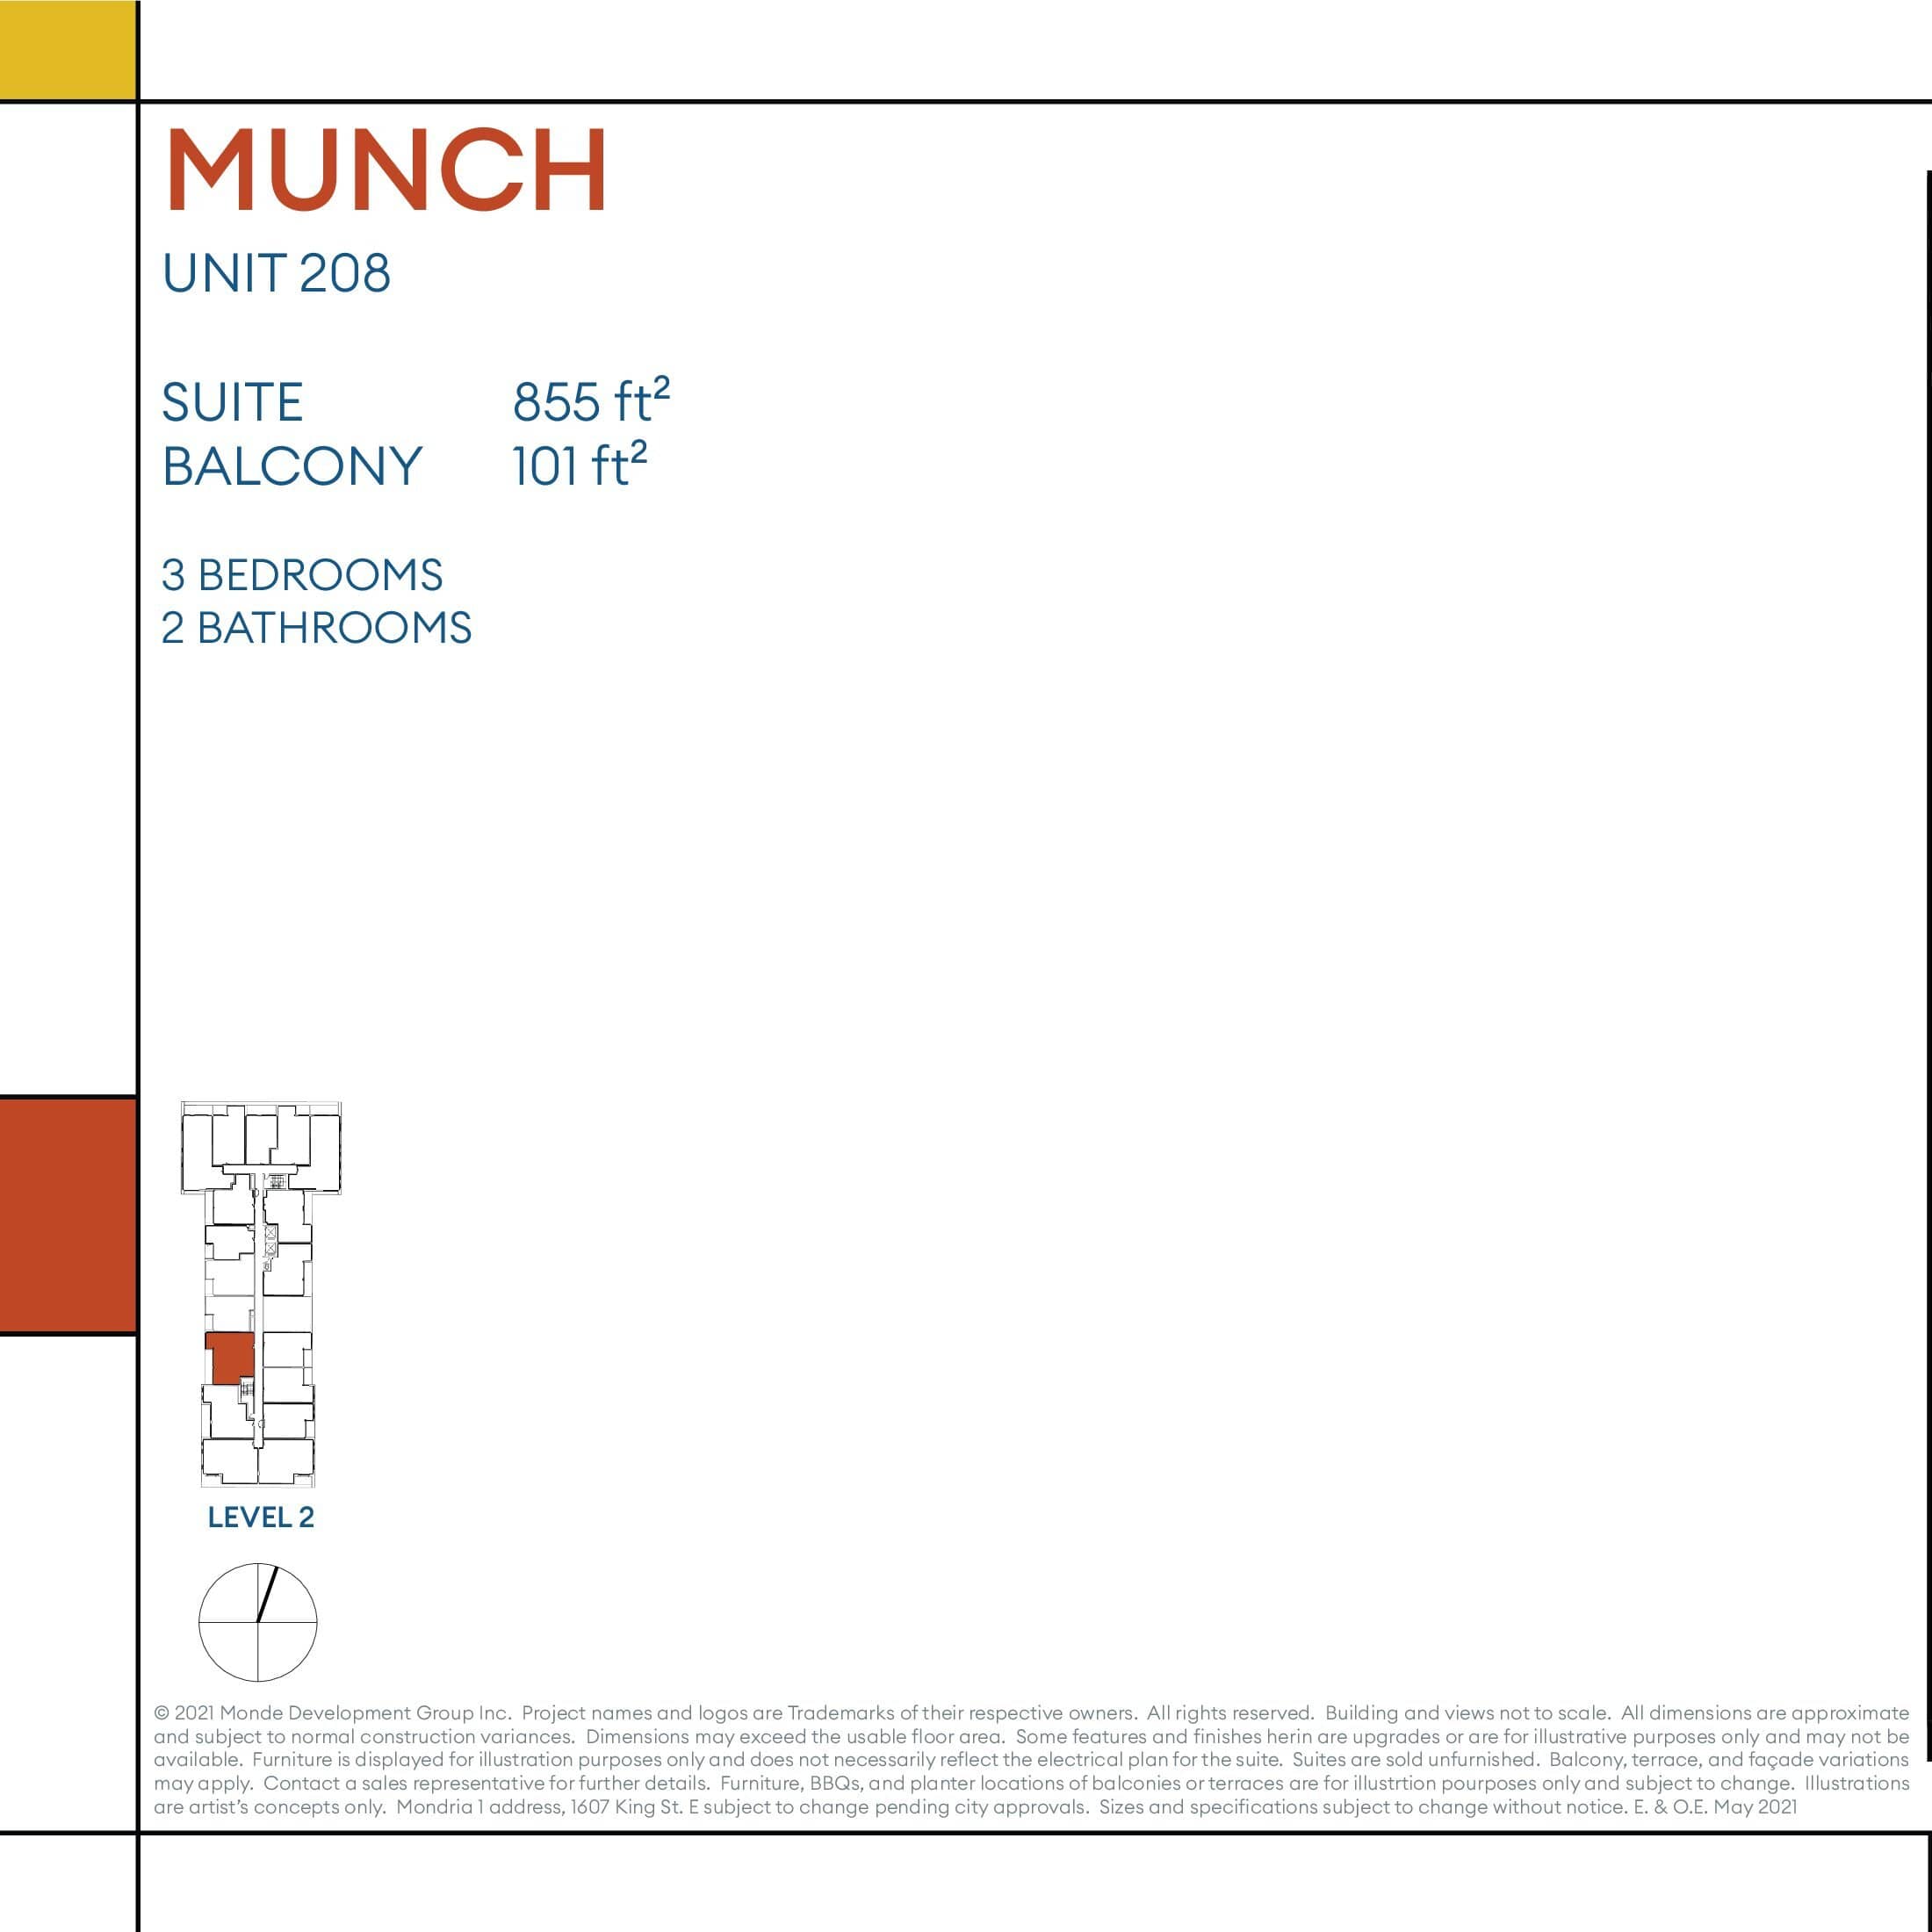 MUNCH
UNIT 208
SUITE 855 ft²
BALCONY 101 ft²
3 BEDROOMS
2 BATHROOMS
LEVEL 2
© 2021 Monde Development Group Inc. Project names and logos are Trademarks of their respective owners. All rights reserved. Building and views not to scale. All dimensions are approximate
and subject to normal construction variances. Dimensions may exceed the usable floor area. Some features and finishes herin are upgrades or are for illustrative purposes only and may not be
available. Furniture is displayed for illustration purposes only and does not necessarily reflect the electrical plan for the suite. Suites are sold unfurnished. Balcony, terrace, and façade variations
may apply. Contact a sales representative for further details. Furniture, BBQs, and planter locations of balconies or terraces are for illustrtion pourposes only and subject to change. Illustrations
are artist's concepts only. Mondria 1 address, 1607 King St. E subject to change pending city approvals. Sizes and specifications subject to change without notice. E. & O.E. May 2021